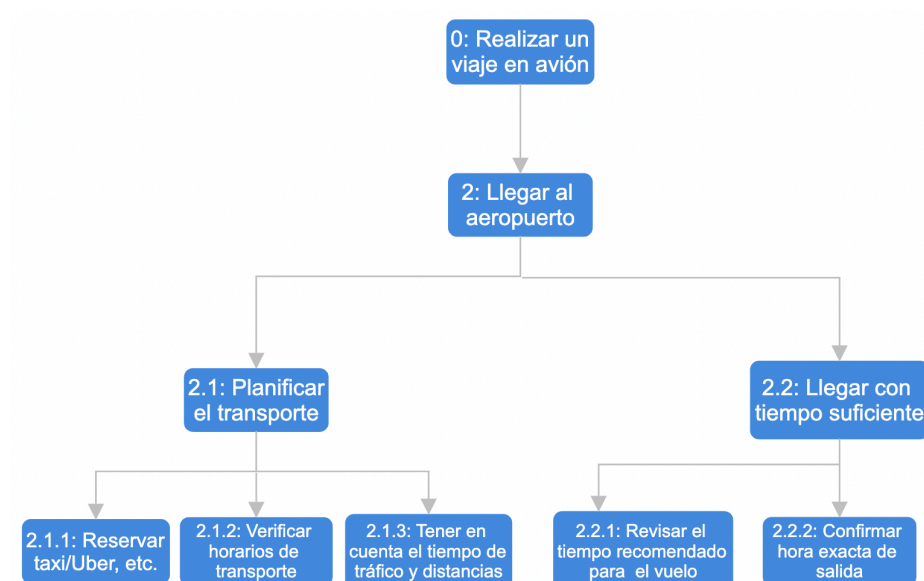 0: Realizar un
viaje en avión
2: Llegar al
aeropuerto
2.1: Planificar
el transporte
2.2: Llegar con
tiempo suficiente
2.1.1: Reservar
taxi/Uber, etc.
2.1.2: Verificar
horarios de
transporte
2.1.3: Tener en
cuenta el tiempo de
tráfico y distancias
2.2.1: Revisar el
tiempo recomendado
para el vuelo
2.2.2: Confirmar
hora exacta de
salida